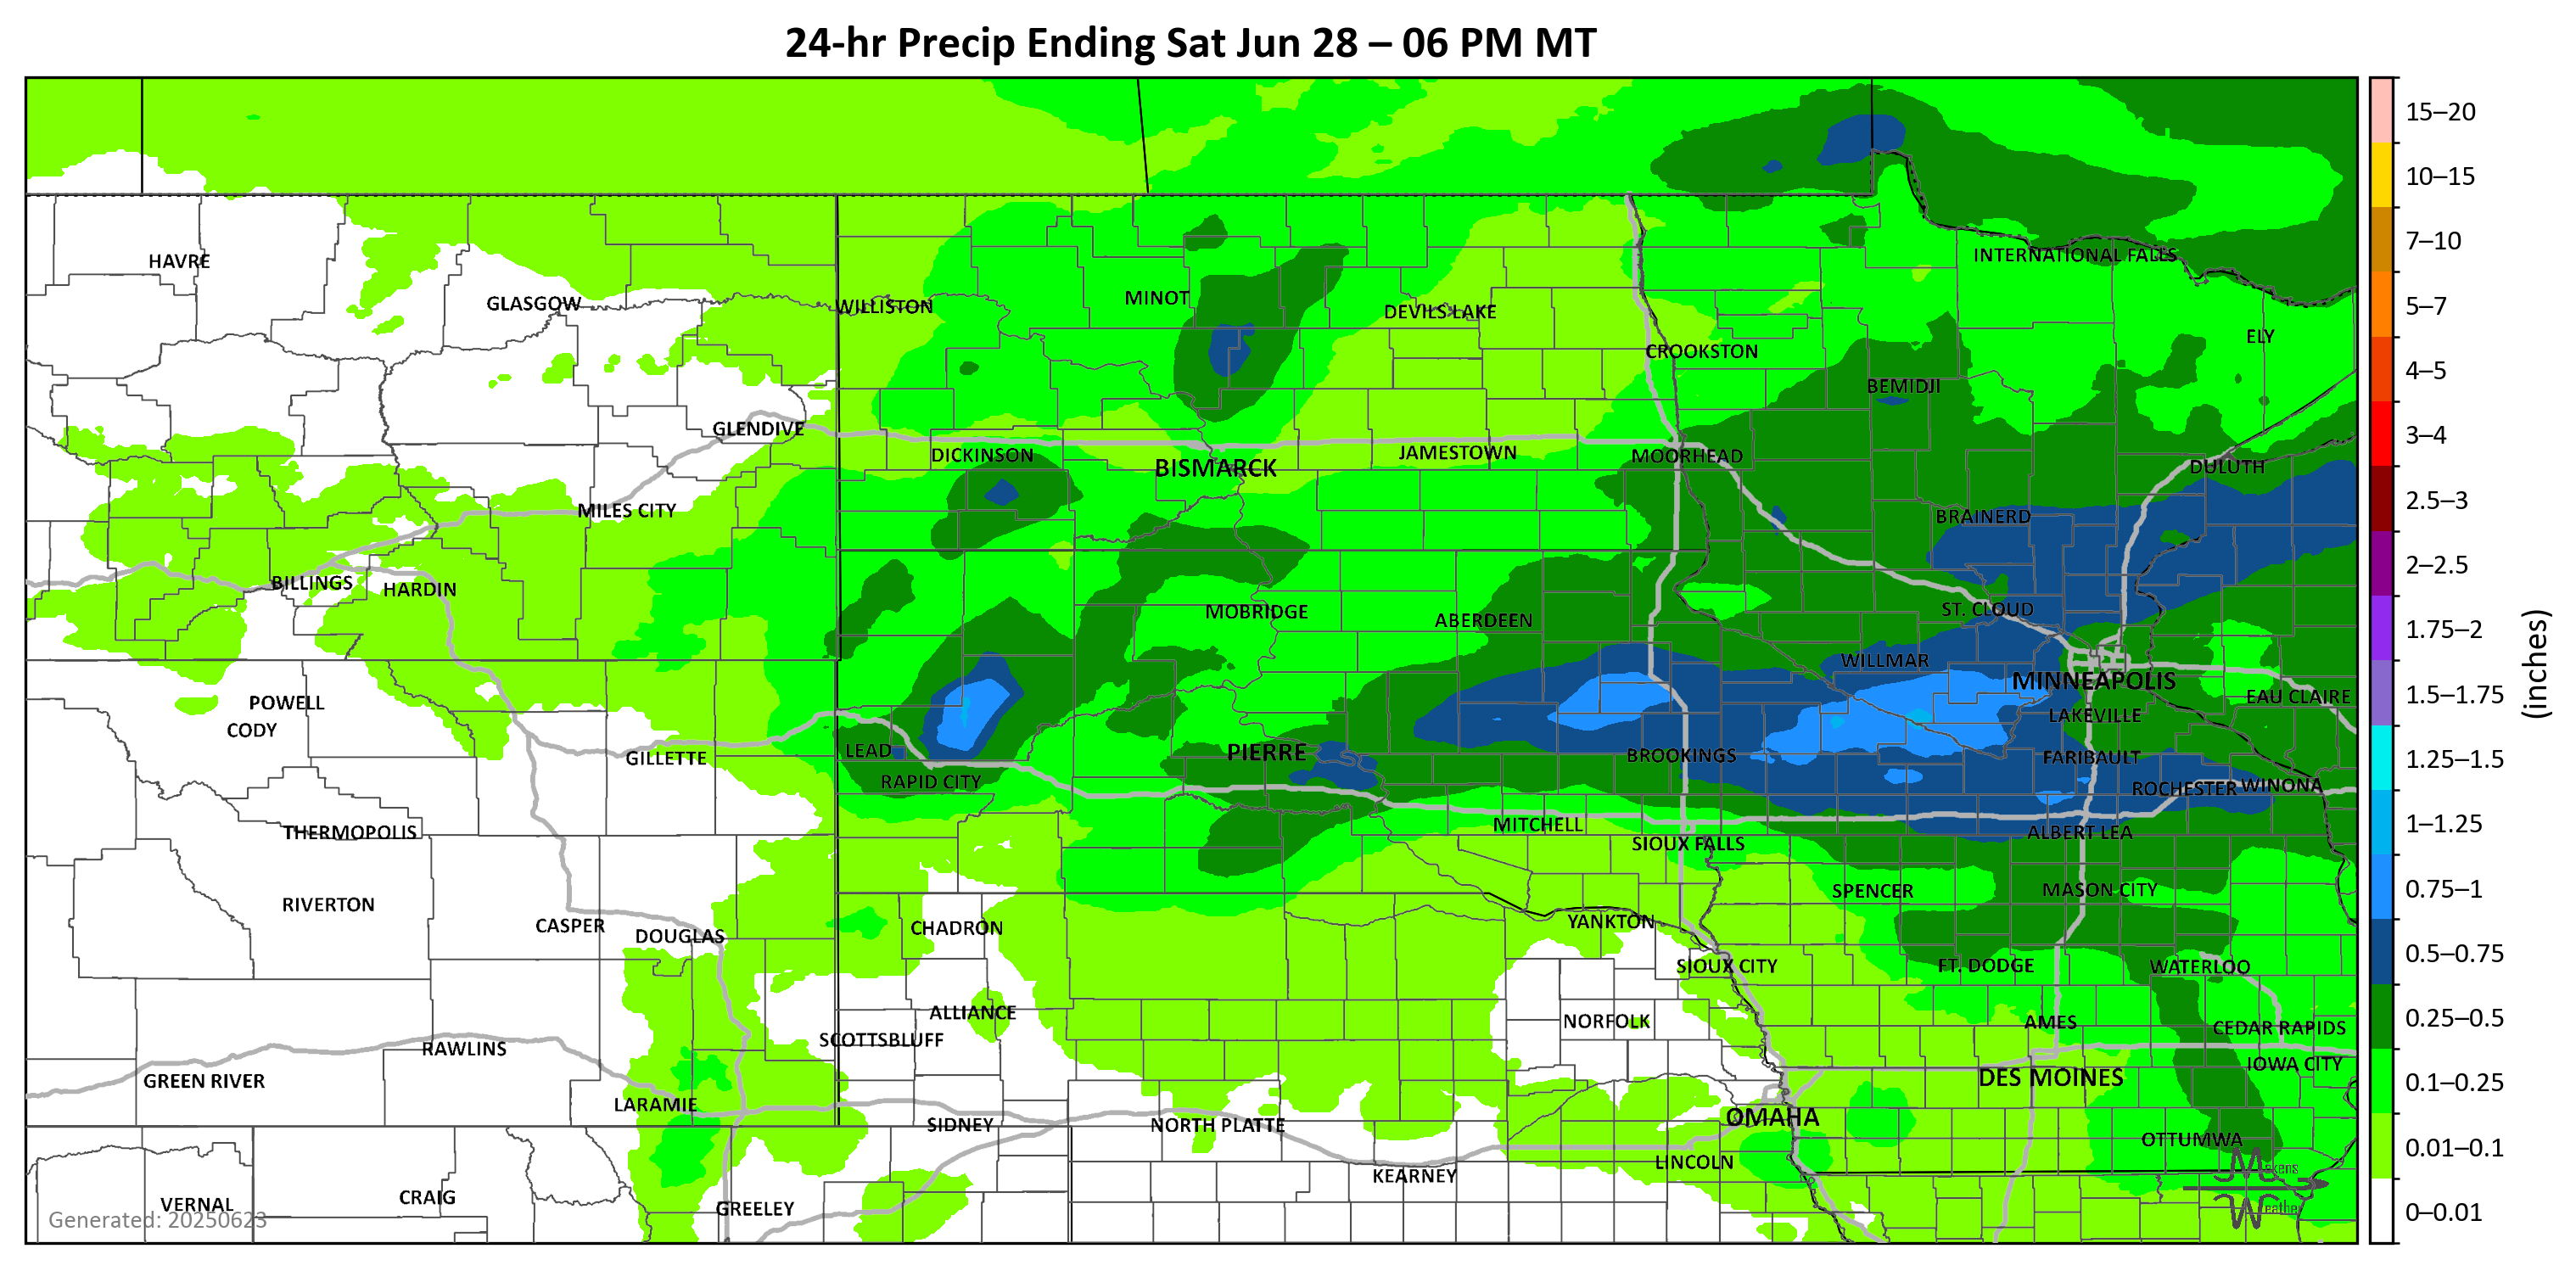 24-hr Precip Ending Sat Jun 28 – 06 PM MT
15–20
10–15
INTERNATIONAL FALLS
7–10
HAVRE
MINOT
GLASGOW
WILLISTON
DEVILS LAKE
5–7
ELY
CROOKSTON
4–5
BEMIDJI
GLENDIVE
3–4
DICKINSON
BISMARCK
JAMESTOWN
MOORHEAD
DULUTH
2.5–3
MILES CITY
BRAINERD
2–2.5
BILLINGS
HARDIN
MOBRIDGE
ABERDEEN
ST. CLOUD
1.75–2
WILLMAR
MINNEAPOLIS
(inches)
POWELL
EAU CLAIRE
1.5–1.75
CODY
LAKEVILLE
LEAD
PIERRE
BROOKINGS
FARIBAULT
GILLETTE
1.25–1.5
RAPID CITY
ROCHESTER
WINONA
THERMOPOLIS
MITCHELL
ALBERT LEA
1–1.25
SIOUX FALLS
SPENCER
MASON CITY
0.75–1
RIVERTON
CASPER
DOUGLAS
CHADRON
YANKTON
0.5–0.75
SIOUX CITY
FT. DODGE
WATERLOO
ALLIANCE
NORFOLK
AMES
CEDAR RAPIDS
0.25–0.5
SCOTTSBLUFF
RAWLINS
IOWA CITY
GREEN RIVER
DES MOINES
0.1–0.25
LARAMIE
SIDNEY
NORTH PLATTE
OMAHA
OTTUMWA
0.01–0.1
LINCOLN
KEARNEY
VERNAL
CRAIG
GREELEY
Generated: 20250623
Weather
0–0.01